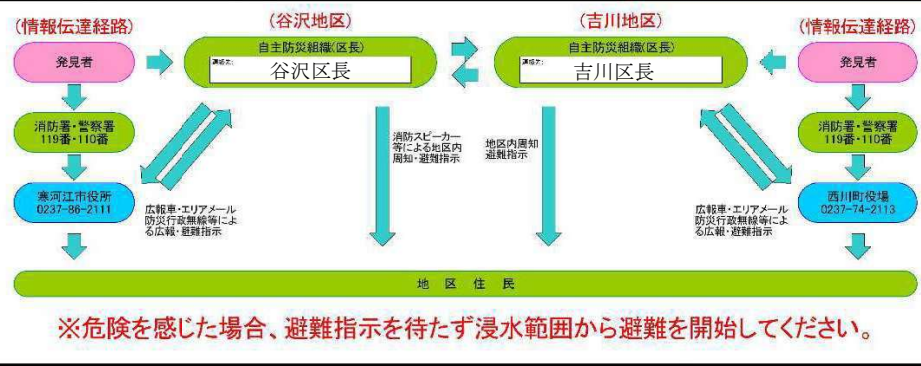 (情報伝達経路)
(谷沢地区)
(吉川地区)
(情報伝達経路)
発見者
自主防災組織(区長)
連絡先:
谷沢区長
自主防災組織(区長)
連絡先:
吉川区長
発見者
消防署・警察署
119番・110番
消防スピーカー
等による地区内
周知・避難指示
地区内周知
避難指示
消防署・警察署
119番・110番
寒河江市役所
0237-86-2111
広報車・エリアメール
防災行政無線等によ
る広報・避難指示
広報車・エリアメール
防災行政無線等によ
る広報・避難指示
西川町役場
0237-74-2113
地区住民
※危険を感じた場合、避難指示を待たず浸水範囲から避難を開始してください。